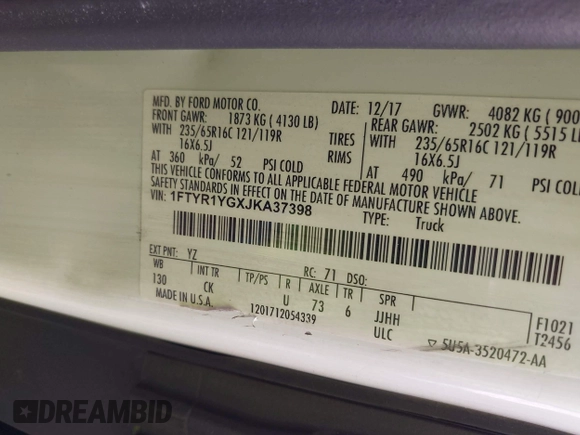 MFD. BY FORD MOTOR CO. DATE: 12/17 GVWR: 4082 KG ( 900
FRONT GAWR: 1873 KG ( 4130 LB) REAR GAWR: 2502 KG ( 5515 L
WITH 235/65R16C 121/119R TIRES WITH 235/65R16C 121/119R
16X6.5J RIMS 16X6.5J
AT 360 kPa/ 52 PSI COLD AT 490 kPa/ 71 PSI COLD
THIS VEHICLE CONFORMS TO ALL APPLICABLE FEDERAL MOTOR VEHICLE
SAFETY STANDARDS IN EFFECT ON THE DATE OF MANUFACTURE SHOWN ABOVE.
VIN: 1FTYR1YGXJKA37398 TYPE: Truck
EXT PNT: YZ RC: 71 DSO:
WB INT TR TP/PS R AXLE TR SPR
130 CK U 73 6 JJHH
ULC
F1021
T2456
MADE IN U.S.A. 1201712054339
▽ 5U5A-3520472-AA
DREAMBID